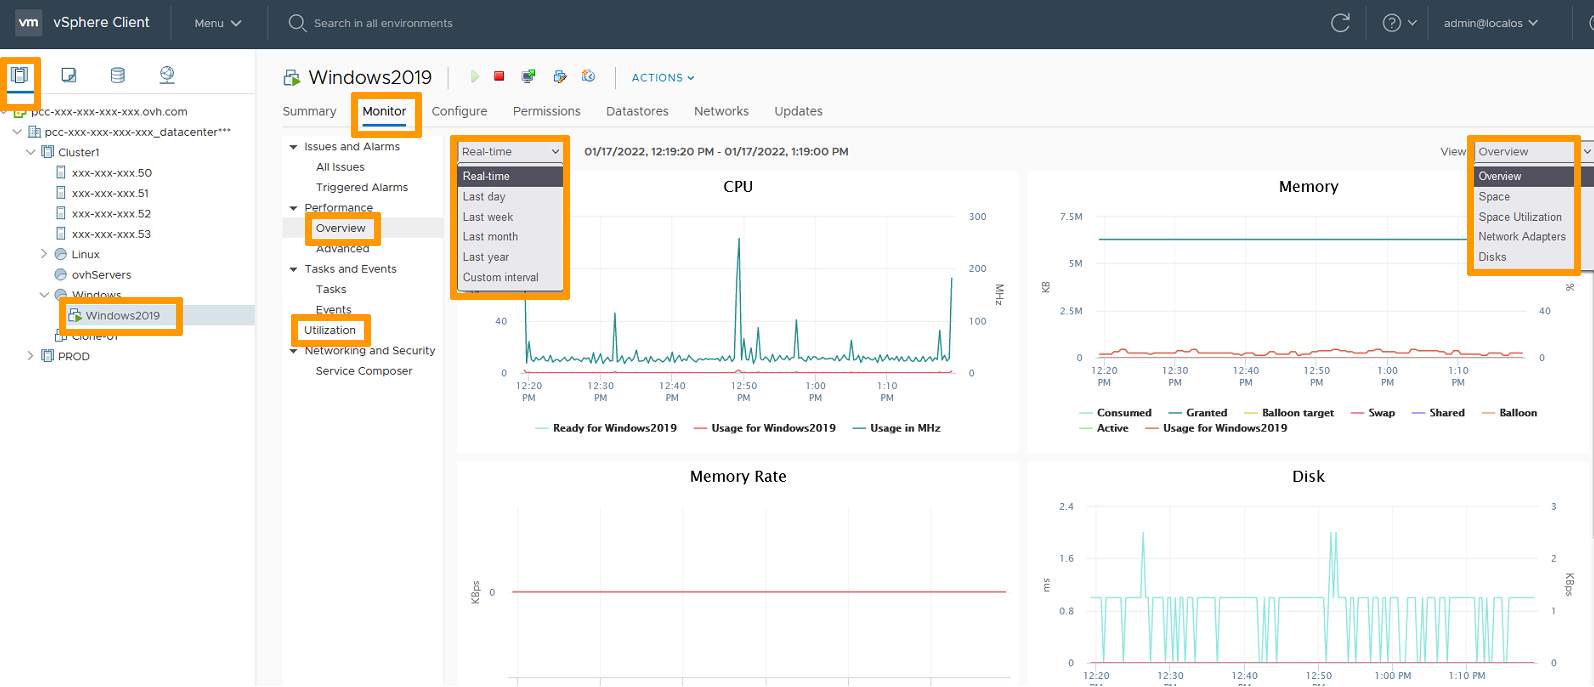 vm vSphere Client Menu Search in all environments admin@localos
Windows2019 ACTIONS
Summary Monitor Configure Permissions Datastores Networks Updates
pcc-xxx-xxx-xxx-xxx.ovh.com
pcc-xxx-xxx-xxx-xxx_datacenter***
Cluster1
xxx-xxx-xxx.50
xxx-xxx-xxx.51
xxx-xxx-xxx.52
xxx-xxx-xxx.53
Linux
ovhServers
Windows
Windows2019
Clone-01
PROD
Issues and Alarms
All Issues
Triggered Alarms
Performance
Overview
Advanced
Tasks and Events
Tasks
Events
Utilization
Networking and Security
Service Composer
Real-time 01/17/2022, 12:19:20 PM - 01/17/2022, 1:19:00 PM View Overview
Real-time
Last day
Last week
Last month
Last year
Custom interval
Overview
Space
Space Utilization
Network Adapters
Disks
CPU
300
200
MHz
40 100
0 0
12:20 PM 12:30 PM 12:40 PM 12:50 PM 1:00 PM 1:10 PM
Ready for Windows2019 Usage for Windows2019 Usage in MHz
Memory
7.5M
5M
KB %
2.5M 40
0 0
12:20 PM 12:30 PM 12:40 PM 12:50 PM 1:00 PM 1:10 PM
Consumed Granted Balloon target Swap Shared Balloon
Active Usage for Windows2019
Memory Rate
KBps 0
Disk
2.4 3
1.6 2
ms KBps
0.8 1
0 0
12:20 PM 12:30 PM 12:40 PM 12:50 PM 1:00 PM 1:10 PM